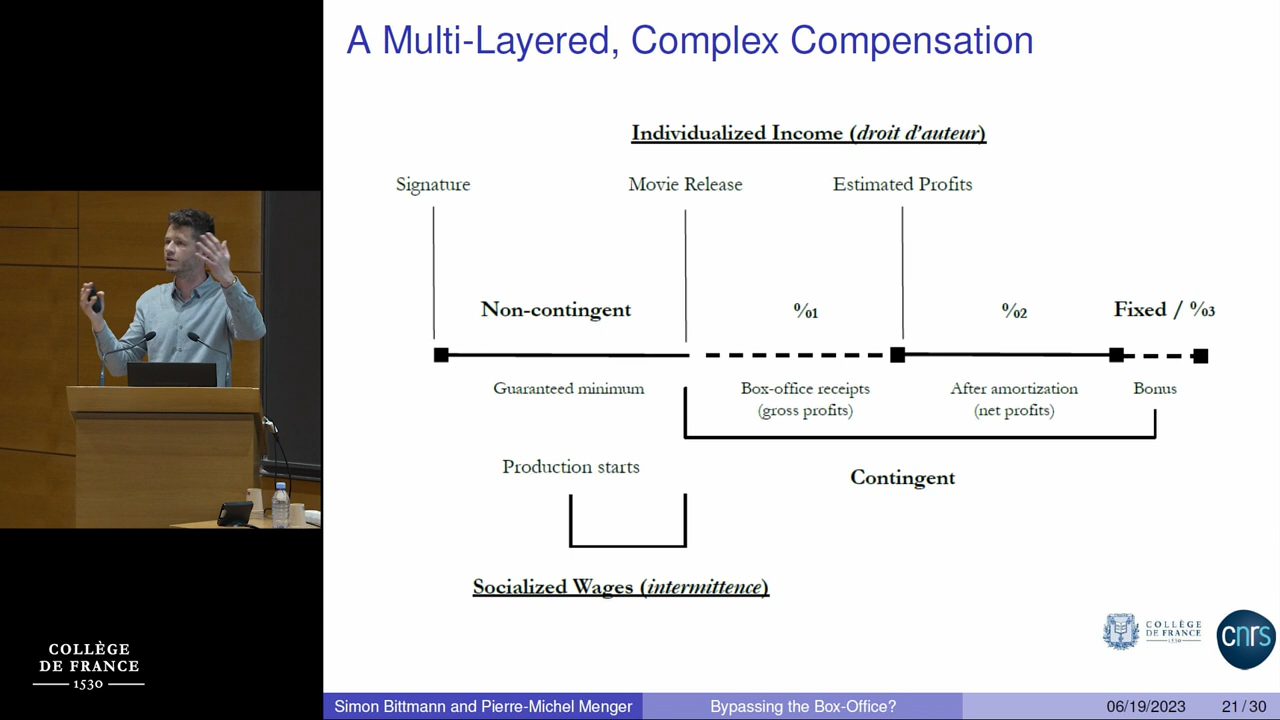 A Multi-Layered, Complex Compensation
Individualized Income (droit d'auteur)
Signature
Movie Release
Estimated Profits
Non-contingent
%1
%2
Fixed / %3
Guaranteed minimum
Box-office receipts
(gross profits)
After amortization
(net profits)
Bonus
Production starts
Contingent
Socialized Wages (intermittence)
COLLÈGE
DE FRANCE
1530
COLLÈGE
DE FRANCE
1530
cnrs
Simon Bittmann and Pierre-Michel Menger
Bypassing the Box-Office?
06/19/2023
21 / 30